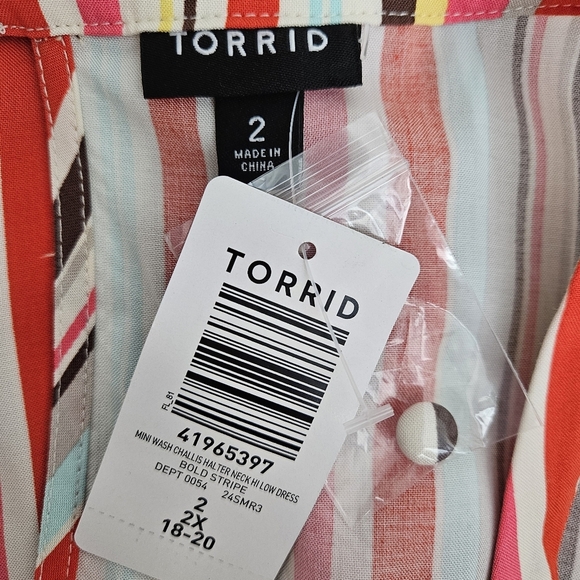 TORRID
2
MADE IN
CHINA
TORRID
FL_81
41965397
MINI WASH CHALLIS HALTER NECK HI LOW DRESS
BOLD STRIPE
DEPT 0054 24SMR3
2
2X
18-20